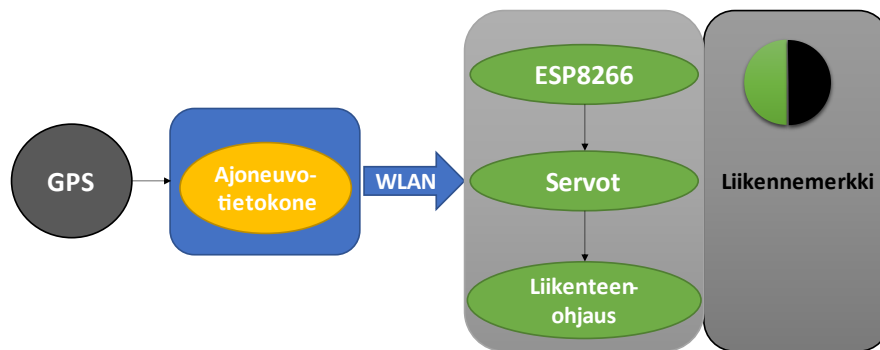 GPS
Ajoneuvo-
tietokone
WLAN
ESP8266
Servot
Liikenteen-
ohjaus
Liikennemerkki